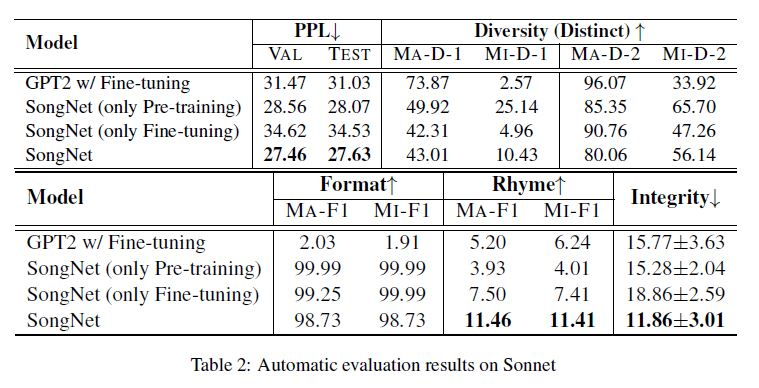 Model PPL↓ Diversity (Distinct) ↑
VAL TEST MA-D-1 MI-D-1 MA-D-2 MI-D-2
GPT2 w/ Fine-tuning 31.47 31.03 73.87 2.57 96.07 33.92
SongNet (only Pre-training) 28.56 28.07 49.92 25.14 85.35 65.70
SongNet (only Fine-tuning) 34.62 34.53 42.31 4.96 90.76 47.26
SongNet 27.46 27.63 43.01 10.43 80.06 56.14
Model Format↑ Rhyme↑ Integrity↓
MA-F1 MI-F1 MA-F1 MI-F1
GPT2 w/ Fine-tuning 2.03 1.91 5.20 6.24 15.77±3.63
SongNet (only Pre-training) 99.99 99.99 3.93 4.01 15.28±2.04
SongNet (only Fine-tuning) 99.25 99.99 7.50 7.41 18.86±2.59
SongNet 98.73 98.73 11.46 11.41 11.86±3.01
Table 2: Automatic evaluation results on Sonnet